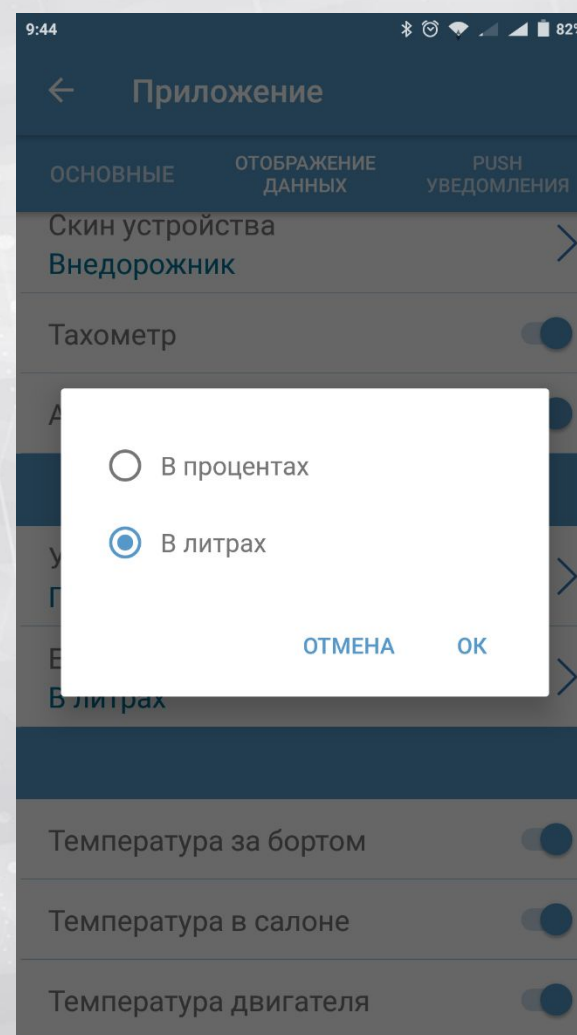 9:44
82%
Приложение
ОСНОВНЫЕ
ОТОБРАЖЕНИЕ
ДАННЫХ
PUSH
УВЕДОМЛЕНИЯ
Скин устройства
Внедорожник
Тахометр
В процентах
В литрах
ОТМЕНА ОК
В литрах
Температура за бортом
Температура в салоне
Температура двигателя